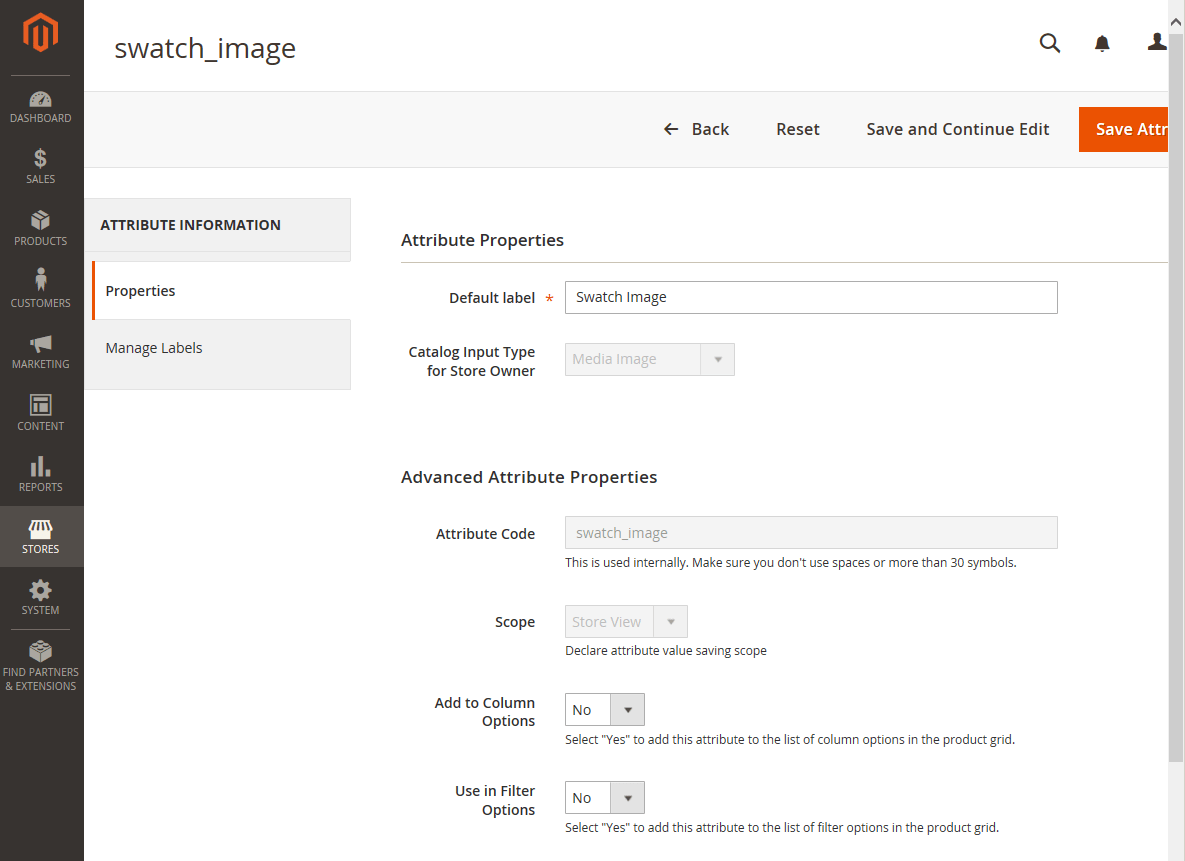 swatch_image
DASHBOARD
SALES
PRODUCTS
CUSTOMERS
MARKETING
CONTENT
REPORTS
STORES
SYSTEM
FIND PARTNERS
& EXTENSIONS
Back Reset Save and Continue Edit Save Attr
ATTRIBUTE INFORMATION
Properties
Manage Labels
Attribute Properties
Default label * Swatch Image
Catalog Input Type
for Store Owner
Media Image
Advanced Attribute Properties
Attribute Code swatch_image
This is used internally. Make sure you don't use spaces or more than 30 symbols.
Scope Store View
Declare attribute value saving scope
Add to Column
Options
No
Select "Yes" to add this attribute to the list of column options in the product grid.
Use in Filter
Options
No
Select "Yes" to add this attribute to the list of filter options in the product grid.